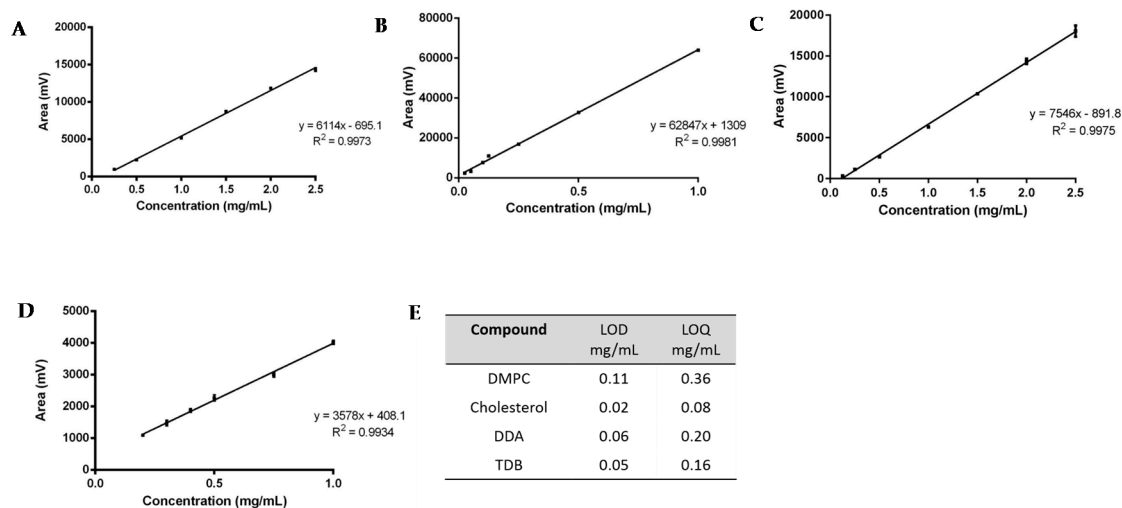 A
20000
15000
10000
5000
0
Area (mV)
0.0 0.5 1.0 1.5 2.0 2.5
Concentration (mg/mL)
y = 6114x - 695.1
R² = 0.9973
B
80000
60000
40000
20000
0
Area (mV)
0.0 0.5 1.0
Concentration (mg/mL)
y = 62847x + 1309
R² = 0.9981
C
20000
15000
10000
5000
0
Area (mV)
0.0 0.5 1.0 1.5 2.0 2.5
Concentration (mg/mL)
y = 7546x - 891.8
R² = 0.9975
D
5000
4000
3000
2000
1000
0
Area (mV)
0.0 0.5 1.0
Concentration (mg/mL)
y = 3578x + 408.1
R² = 0.9934
E
Compound LOD LOQ
mg/mL mg/mL
DMPC 0.11 0.36
Cholesterol 0.02 0.08
DDA 0.06 0.20
TDB 0.05 0.16